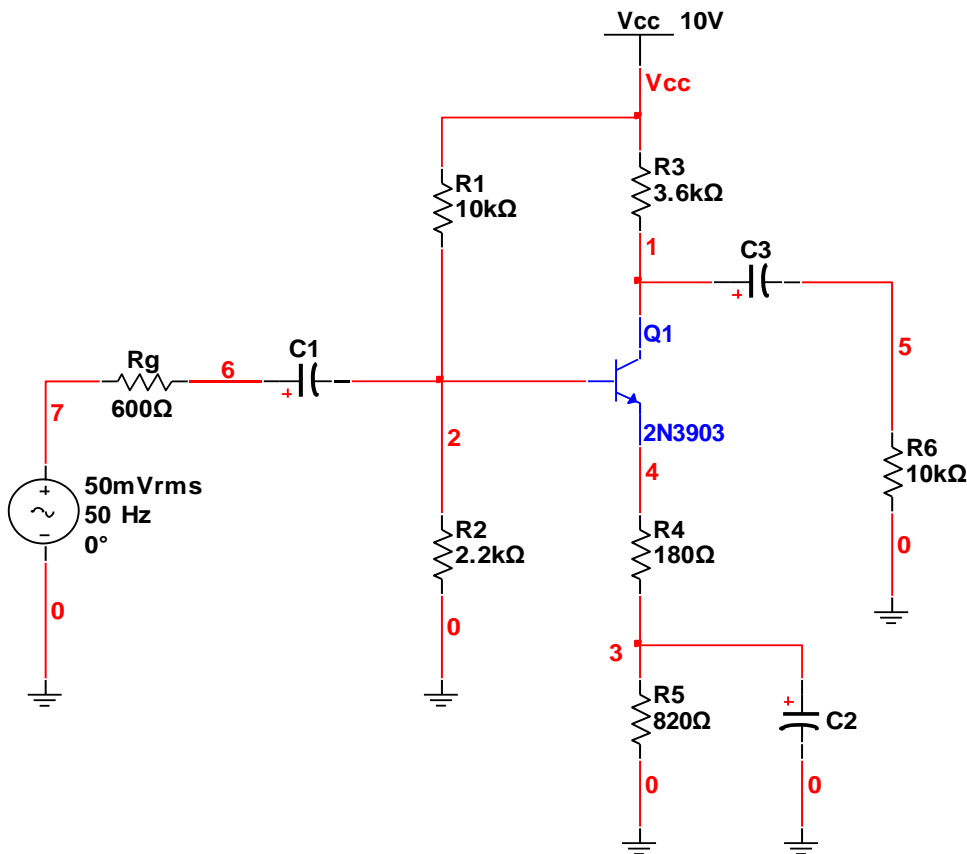 Vcc 10V
Vcc
R1
10kΩ
R3
3.6kΩ
1
C3
+
Q1
5
Rg
600Ω
6
C1
+
7
2
2N3903
4
R6
10kΩ
50mVrms
50 Hz
0°
R2
2.2kΩ
R4
180Ω
0
0
0
3
R5
820Ω
+
C2
0
0